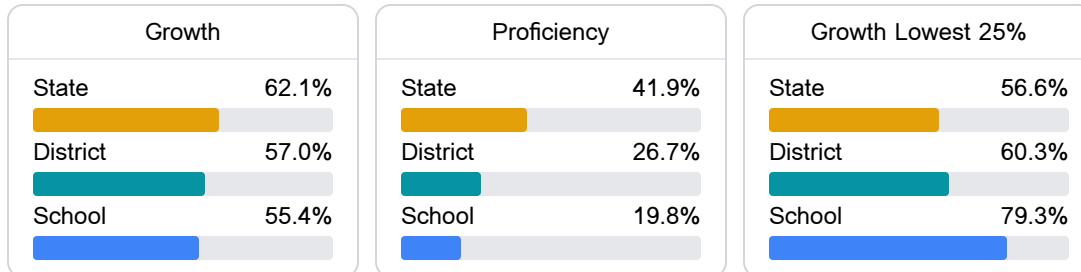 Growth
State 62.1%
District 57.0%
School 55.4%
Proficiency
State 41.9%
District 26.7%
School 19.8%
Growth Lowest 25%
State 56.6%
District 60.3%
School 79.3%